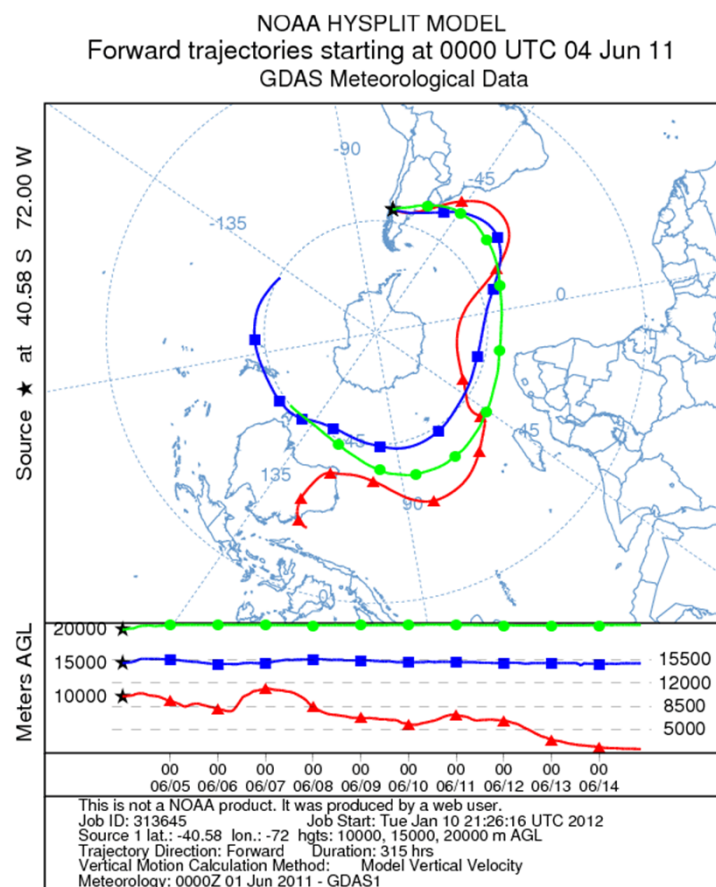 NOAA HYSPLIT MODEL
Forward trajectories starting at 0000 UTC 04 Jun 11
GDAS Meteorological Data
Source ★ at 40.58 S 72.00 W
-90
-45
-135
0
45
-45
135
90
0
Meters AGL
20000
15000
10000
15500
12000
8500
5000
00 00 00 00 00 00 00 00 00 00
06/05 06/06 06/07 06/08 06/09 06/10 06/11 06/12 06/13 06/14
This is not a NOAA product. It was produced by a web user.
Job ID: 313645 Job Start: Tue Jan 10 21:26:16 UTC 2012
Source 1 lat.: -40.58 lon.: -72 hgts: 10000, 15000, 20000 m AGL
Trajectory Direction: Forward Duration: 315 hrs
Vertical Motion Calculation Method: Model Vertical Velocity
Meteorology: 0000Z 01 Jun 2011 - GDAS1